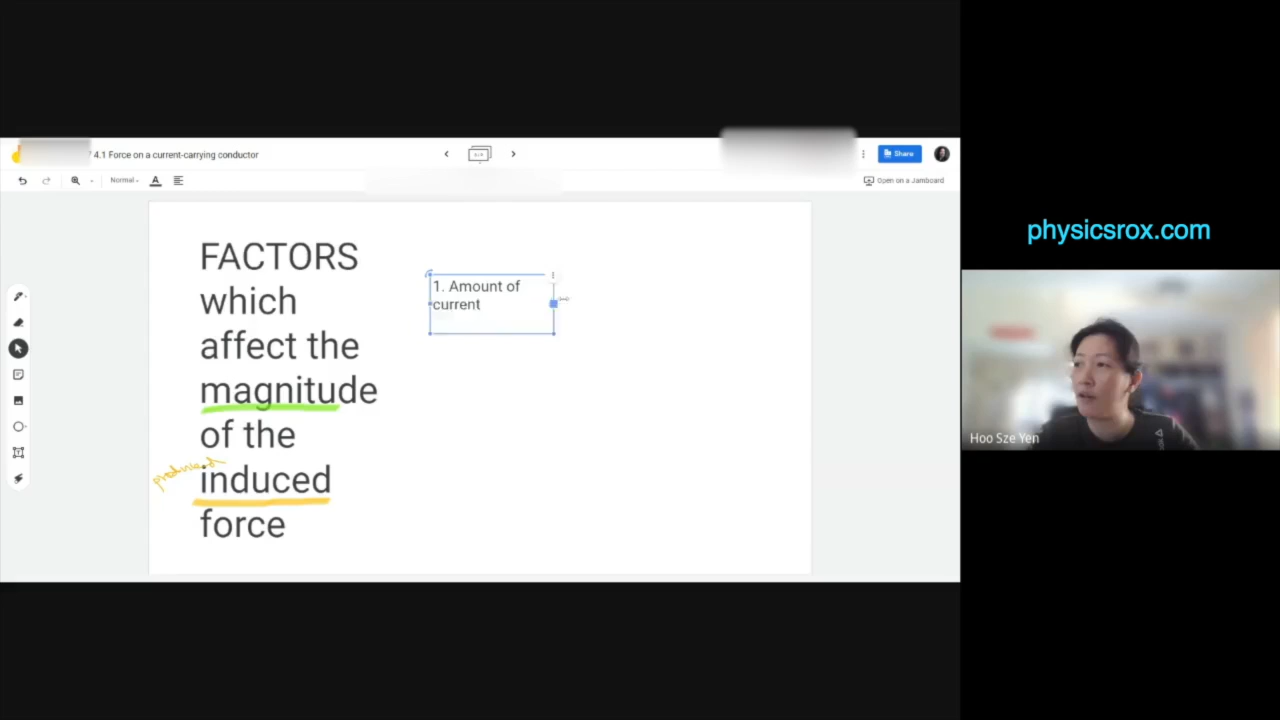 4.1 Force on a current-carrying conductor
Share
Normal
Open on a Jamboard
physicsrox.com
FACTORS
which
affect the
magnitude
of the
produced
induced
force
1. Amount of
current
Hoo Sze Yen